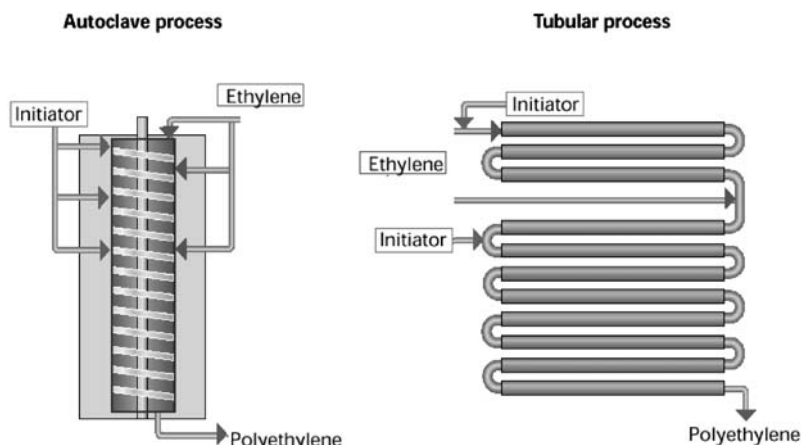 Autoclave process
Tubular process
Initiator
Ethylene
Polyethylene
Initiator
Ethylene
Initiator
Polyethylene